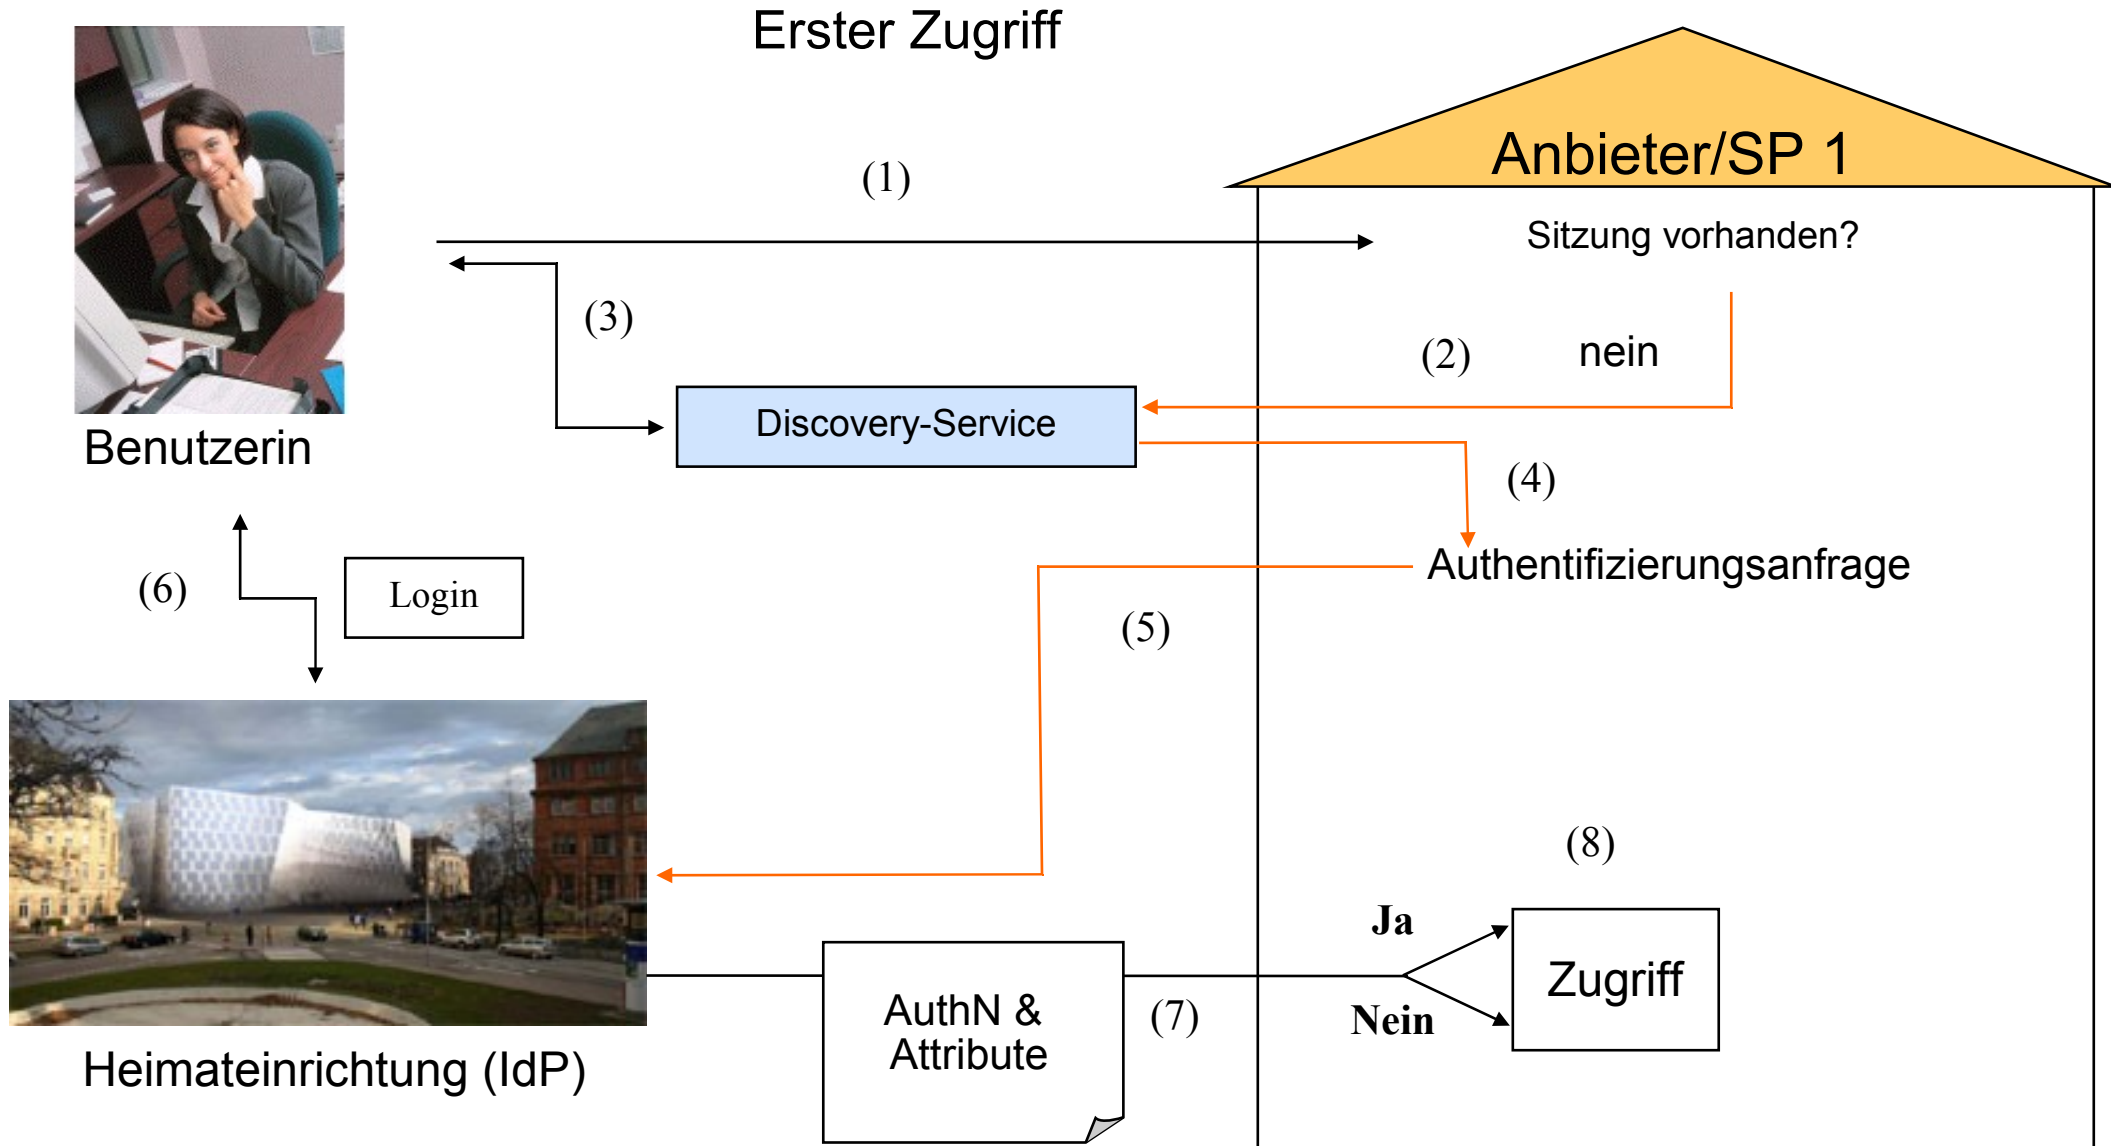 Erster Zugriff
Anbieter/SP 1
(1)
Sitzung vorhanden?
(3)
(2)
nein
Discovery-Service
Benutzerin
(4)
Authentifizierungsanfrage
(6)
Login
(5)
(8)
Ja
Zugriff
Nein
AuthN &
Attribute
(7)
Heimateinrichtung (IdP)